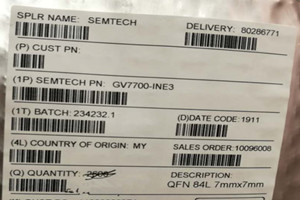 SPLR NAME: SEMTECH DELIVERY: 80286771
(P) CUST PN:
(1P) SEMTECH PN: GV7700-INE3
(1T) BATCH: 234232.1 (D)DATE CODE: 1911
(4L) COUNTRY OF ORIGIN: MY SALES ORDER:10096008
(Q) QUANTITY: DESCRIPTION:
QFN 84L 7mmx7mm